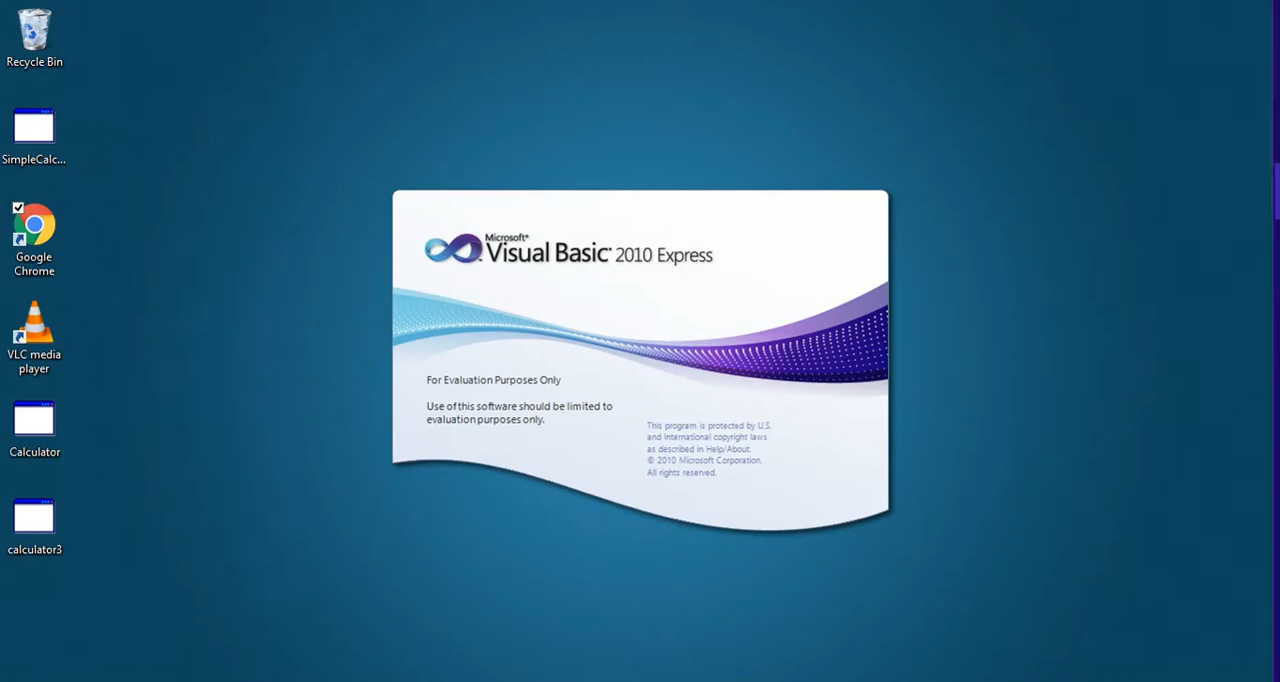 Recycle Bin
SimpleCalc...
Google
Chrome
VLC media
player
Calculator
calculator3
Microsoft®
Visual Basic® 2010 Express
For Evaluation Purposes Only
Use of this software should be limited to
evaluation purposes only.
This program is protected by U.S.
and International copyright laws
as described in Help/About.
© 2010 Microsoft Corporation.
All rights reserved.